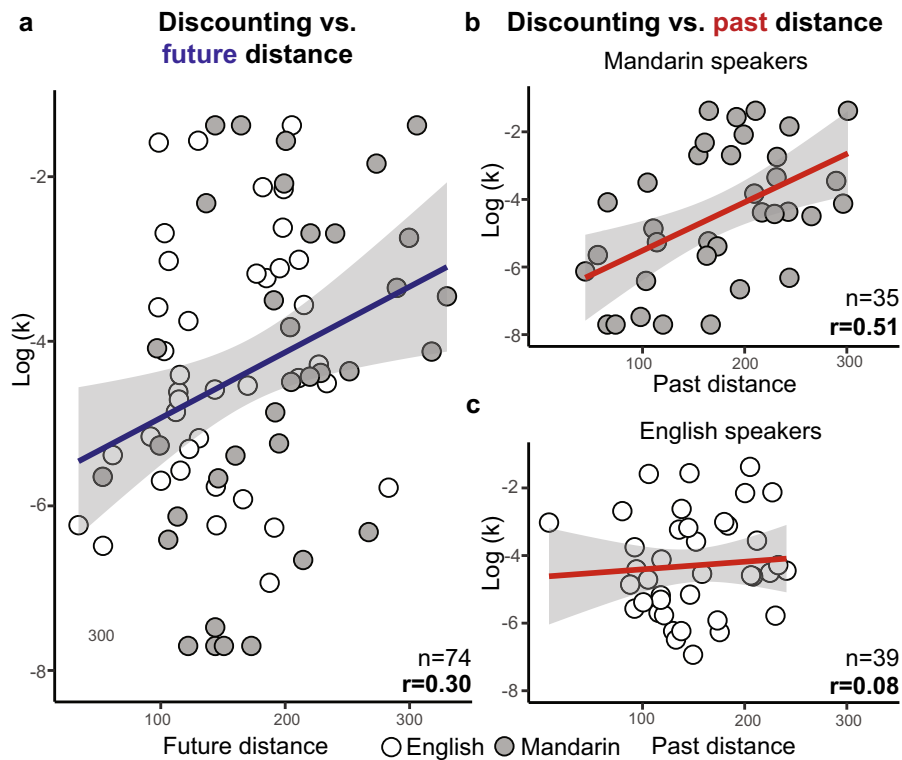 a
Discounting vs.
future distance
Log (k)
-2
-4
-6
-8
300
n=74
r=0.30
100
200
300
Future distance
English
Mandarin
b
Discounting vs. past distance
Mandarin speakers
Log (k)
-2
-4
-6
-8
n=35
r=0.51
100
200
300
Past distance
c
English speakers
Log (k)
-2
-4
-6
-8
n=39
r=0.08
100
200
300
Past distance